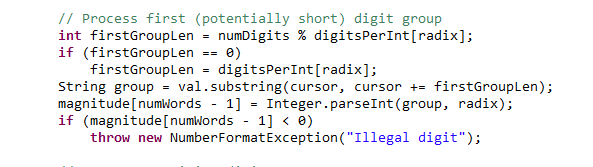 // Process first (potentially short) digit group
int firstGroupLen = numDigits % digitsPerInt[radix];
if (firstGroupLen == 0)
    firstGroupLen = digitsPerInt[radix];
String group = val.substring(cursor, cursor += firstGroupLen);
magnitude[numWords - 1] = Integer.parseInt(group, radix);
if (magnitude[numWords - 1] < 0)
    throw new NumberFormatException("Illegal digit");